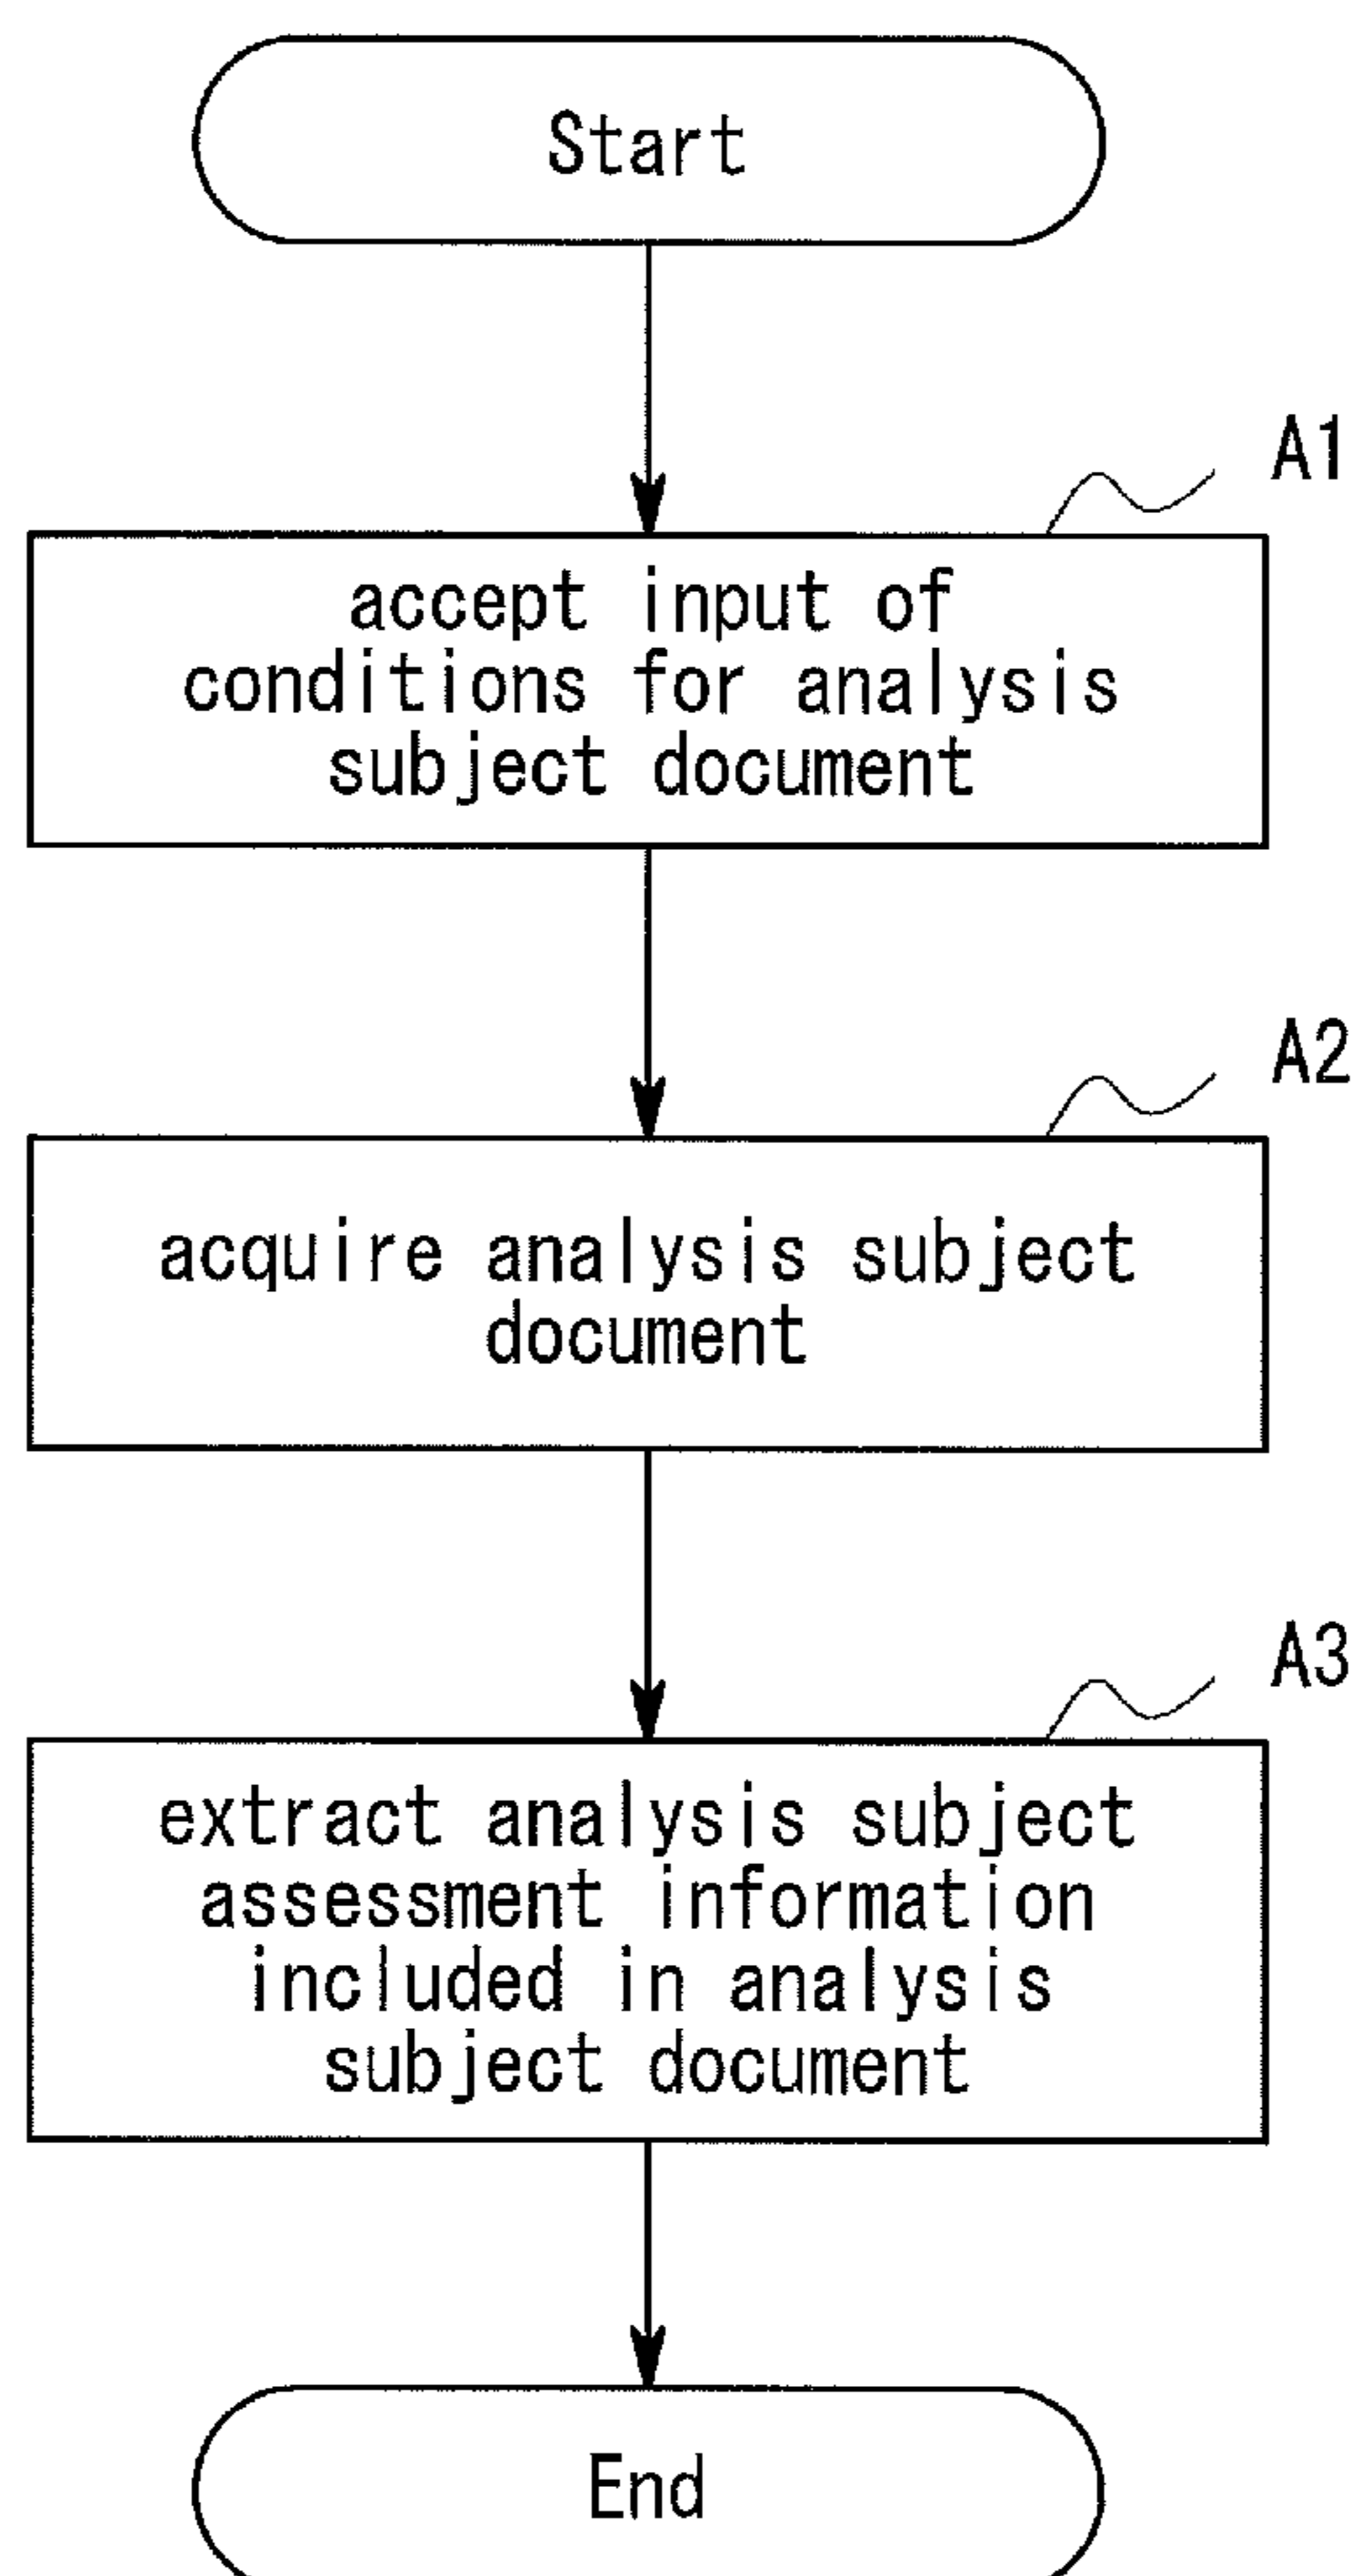 Start
A1
accept input of
conditions for analysis
subject document
A2
acquire analysis subject
document
A3
extract analysis subject
assessment information
included in analysis
subject document
End